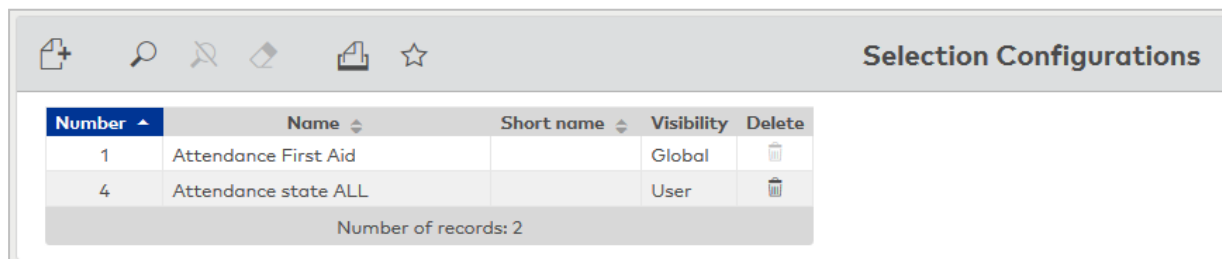 Selection Configurations
Number Name Short name Visibility Delete
1 Attendance First Aid Global
4 Attendance state ALL User
Number of records: 2